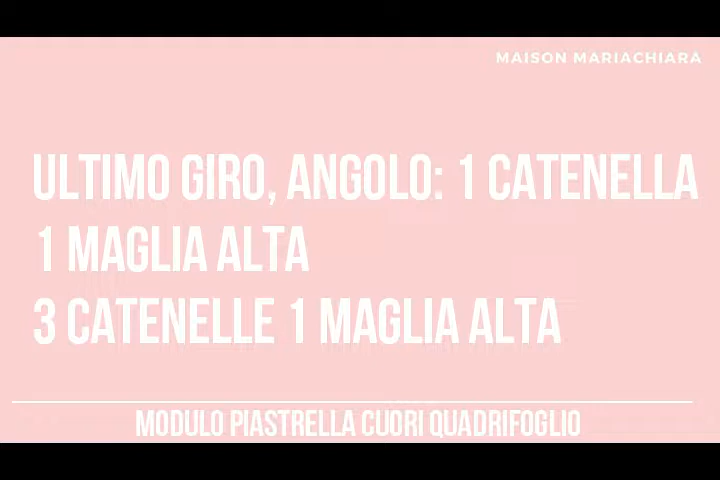 MAISON MARIACHIARA
ULTIMO GIRO, ANGOLO: 1 CATENELLA
1 MAGLIA ALTA
3 CATENELLE 1 MAGLIA ALTA
MODULO PIASTRELLA CUORI QUADRIFOGLIO